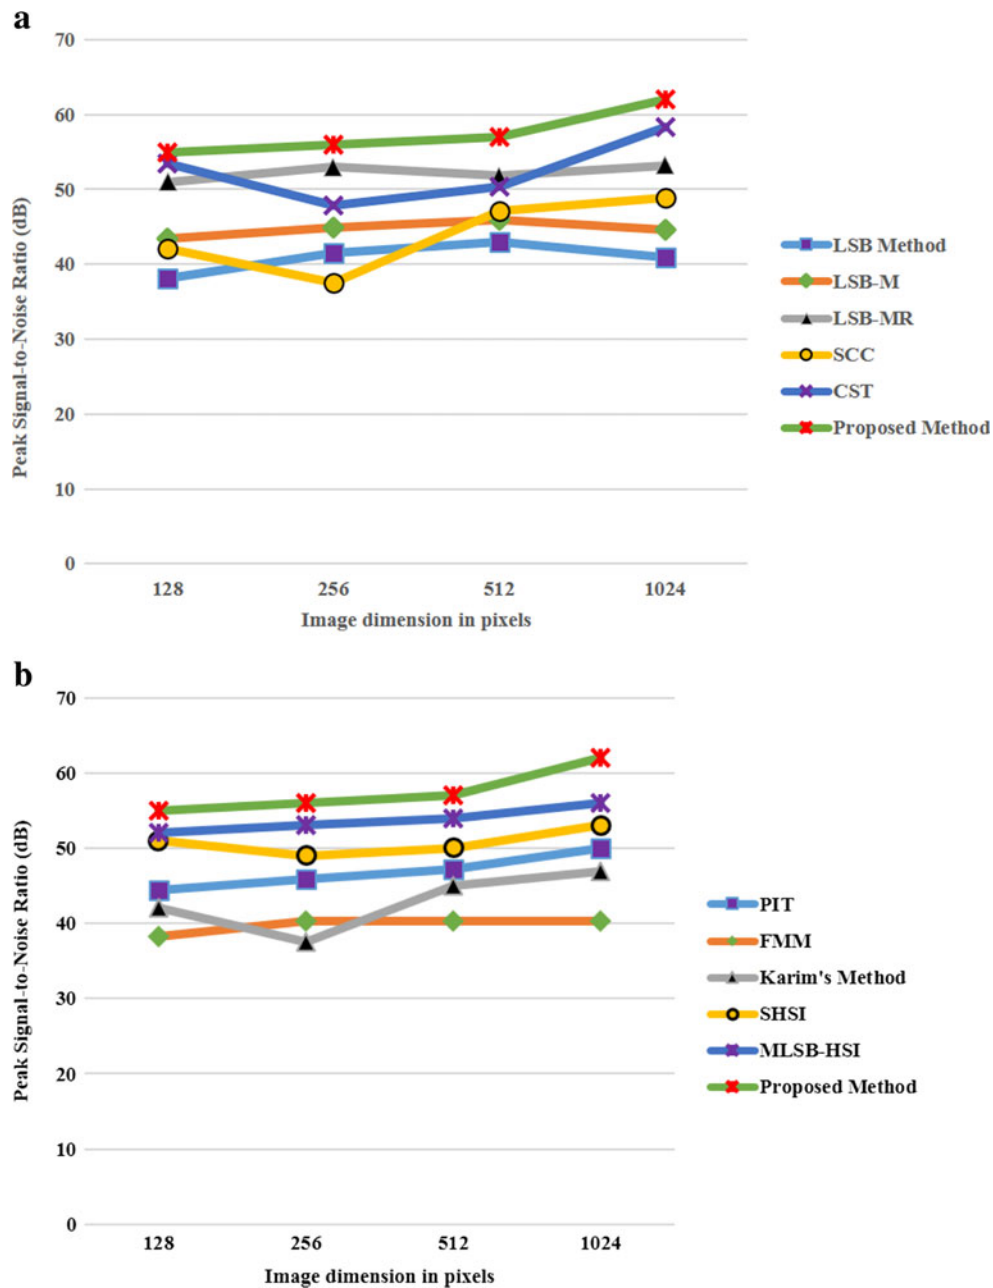 a
70
60
50
40
30
20
10
0
Peak Signal-to-Noise Ratio (dB)
128 256 512 1024
Image dimension in pixels
LSB Method
LSB-M
LSB-MR
SCC
CST
Proposed Method
b
70
60
50
40
30
20
10
0
Peak Signal-to-Noise Ratio (dB)
128 256 512 1024
Image dimension in pixels
PIT
FMM
Karim's Method
SHSI
MLSB-HSI
Proposed Method